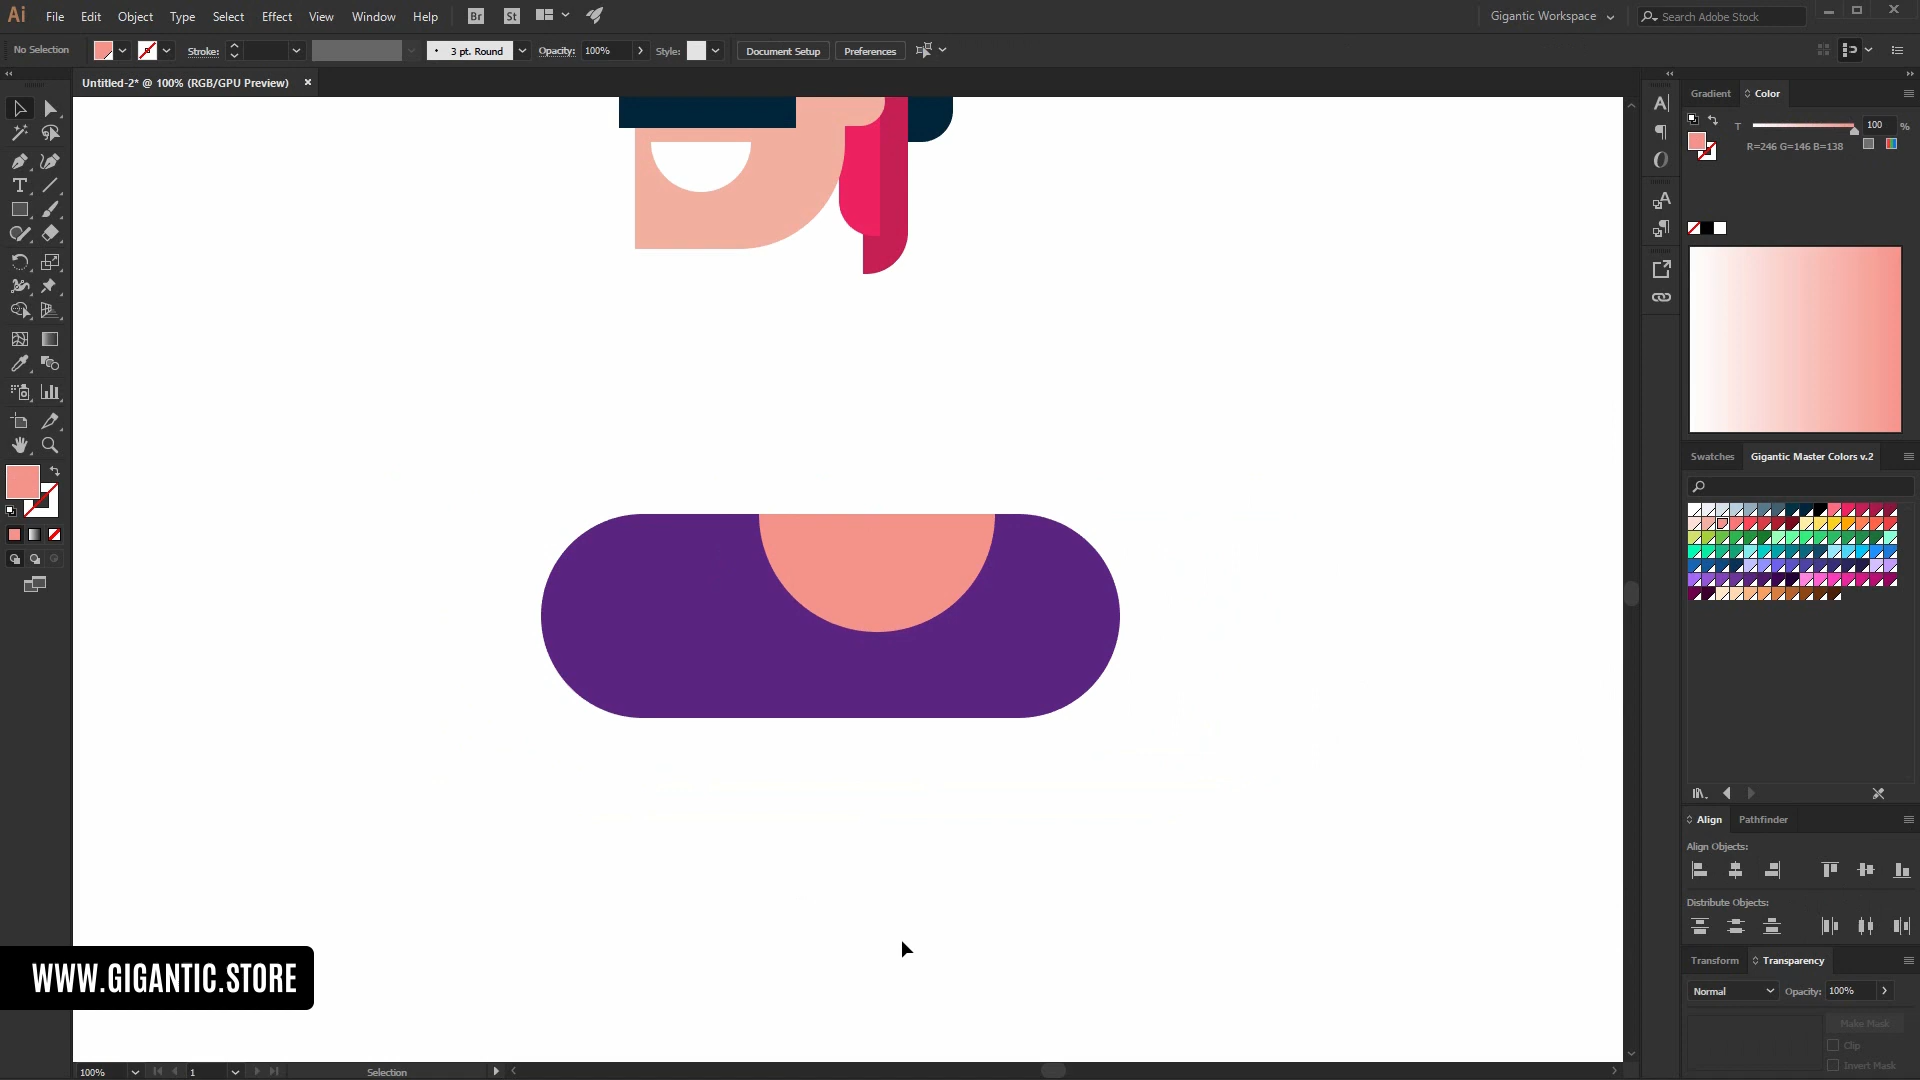 Ai File Edit Object Type Select Effect View Window Help Br St Gigantic Workspace Search Adobe Stock
No Selection Stroke: 3 pt. Round Opacity: 100% Style: Document Setup Preferences
Untitled-2* @ 100% (RGB/GPU Preview) ×
Gradient Color
T 100 %
R=246 G=146 B=138
Swatches Gigantic Master Colors v.2
Align Pathfinder
Align Objects:
Distribute Objects:
Transform Transparency
Normal Opacity: 100%
Make Mask
Clip
Invert Mask
WWW.GIGANTIC.STORE
100% 1 Selection